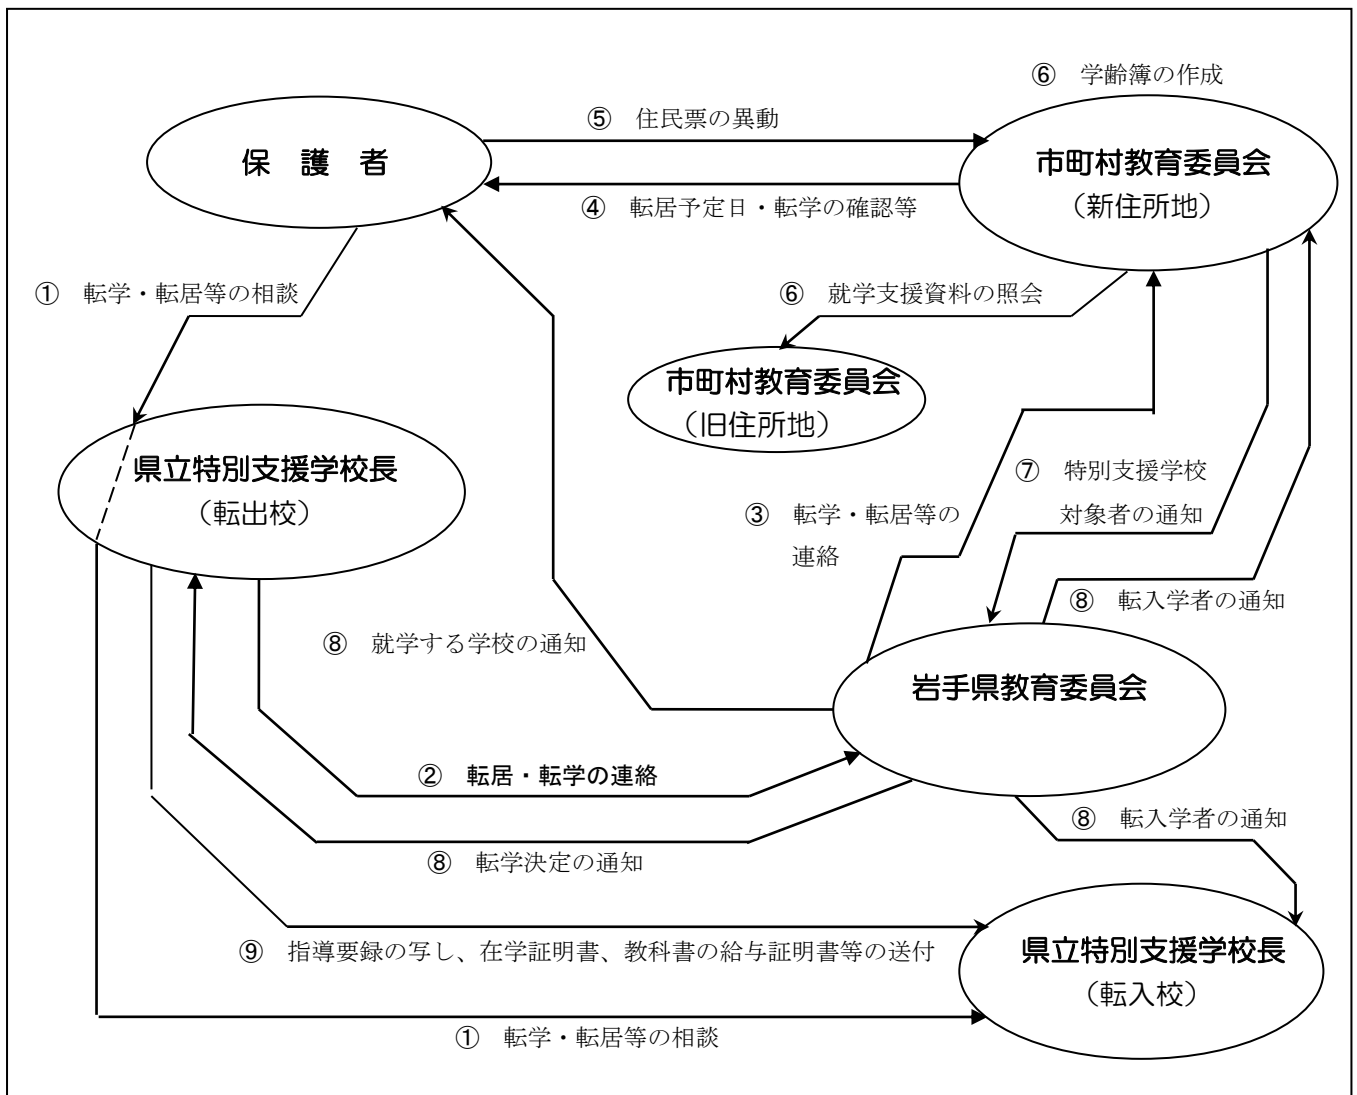 ⑥ 学齢簿の作成
⑤ 住民票の異動
保 護 者
市町村教育委員会
（新住所地）
④ 転居予定日・転学の確認等
① 転学・転居等の相談
⑥ 就学支援資料の照会
市町村教育委員会
（旧住所地）
県立特別支援学校長
（転出校）
⑦ 特別支援学校
対象者の通知
③ 転学・転居等の
連絡
⑧ 転入学者の通知
⑧ 就学する学校の通知
岩手県教育委員会
② 転居・転学の連絡
⑧ 転入学者の通知
⑧ 転学決定の通知
⑨ 指導要録の写し、在学証明書、教科書の給与証明書等の送付
県立特別支援学校長
（転入校）
① 転学・転居等の相談